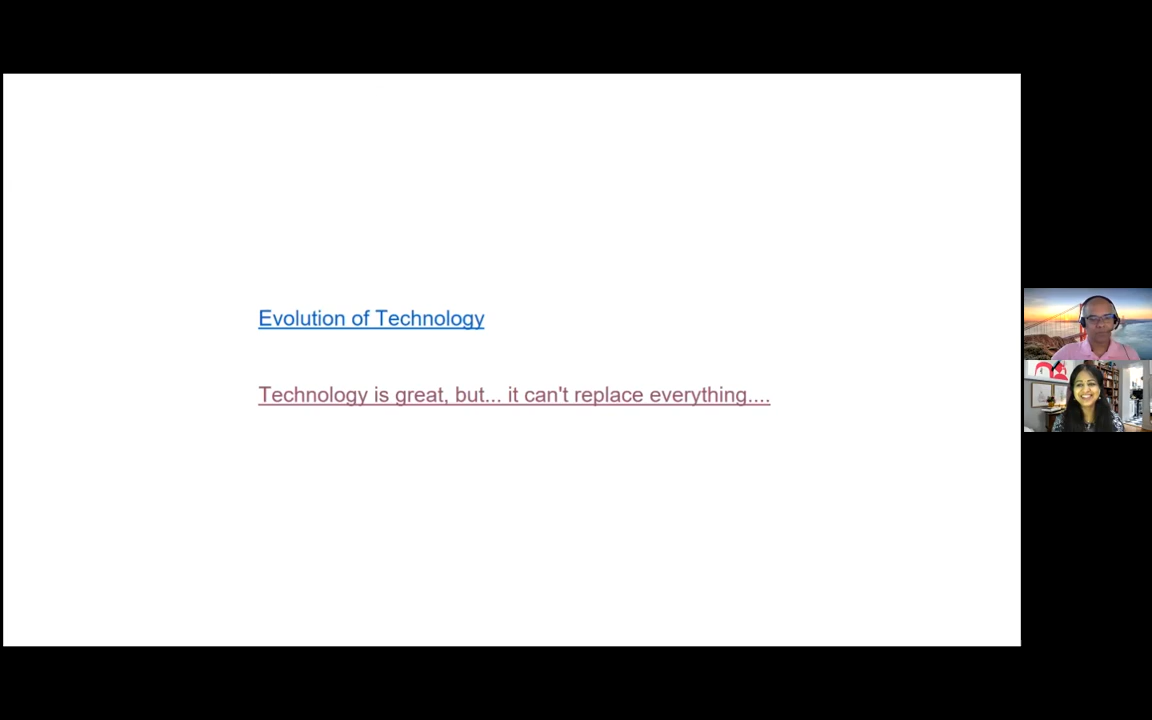 Evolution of Technology
Technology is great, but... it can't replace everything....